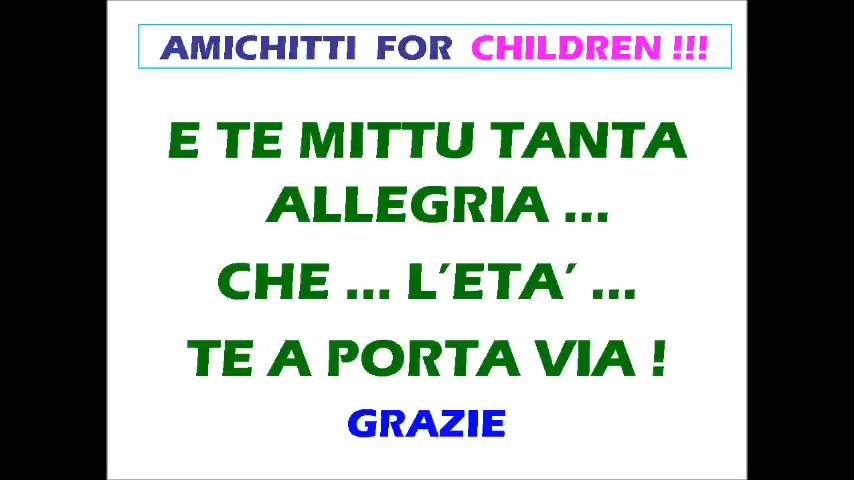 AMICHITTI FOR CHILDREN !!!
E TE MITTU TANTA
ALLEGRIA ...
CHE ... L’ETA’ ...
TE A PORTA VIA !
GRAZIE